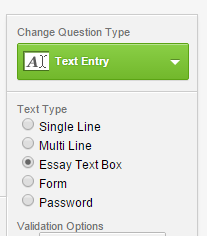 Change Question Type
A Text Entry
Text Type
Single Line
Multi Line
Essay Text Box
Form
Password
Validation Options